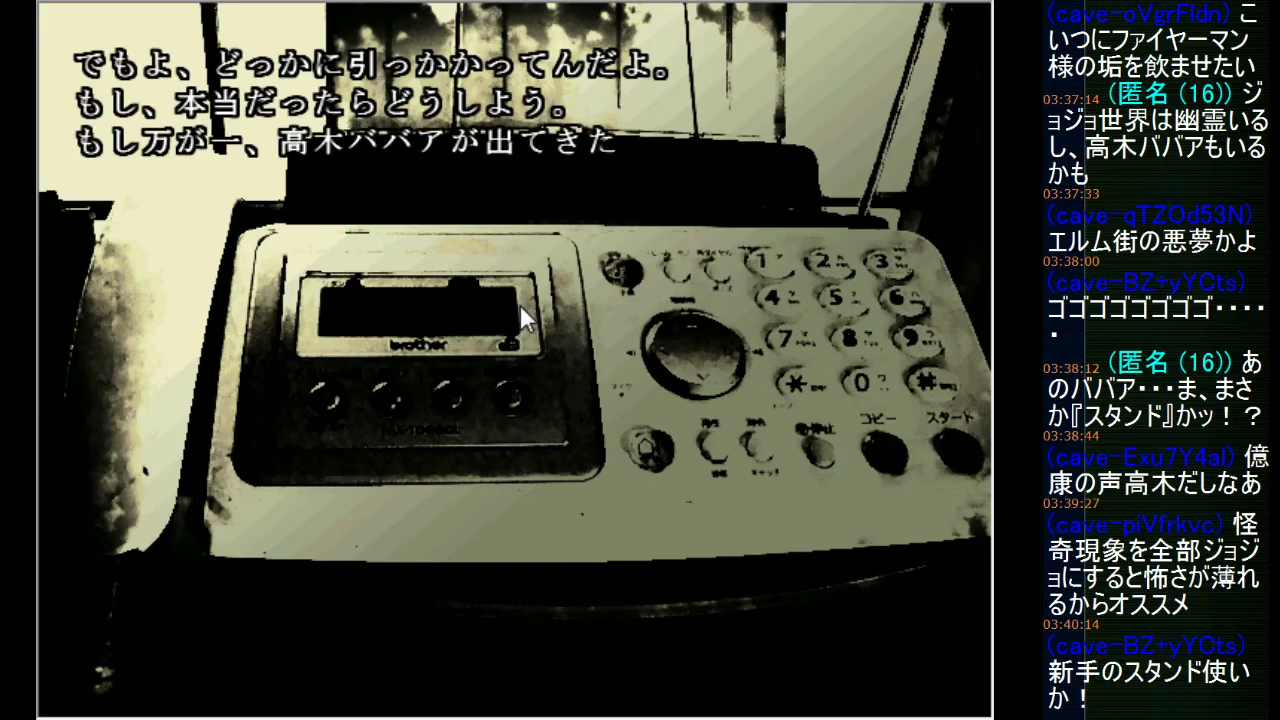 でもよ、どっかに引っかかってんだよ。
もし、本当だったらどうしよう。
もし万が一、高木ババアが出てきた
brother
1
2
3
4
5
6
7
8
9
*
0
#
コピー
スタート
(cave-oVgrFldn) こ
いつにファイヤーマン
様の垢を飲ませたい
03:37:14 (匿名(16)) ジ
ョジョ世界は幽霊いる
し、高木ババアもいる
かも
03:37:33
(cave-qTZOd53N)
エルム街の悪夢かよ
03:38:00
(cave-BZ+yYCts)
ゴゴゴゴゴゴゴ・・・・
・
03:38:12 (匿名(16)) あ
のババア・・・ま、まさ
か『スタンド』かッ！？
03:38:44
(cave-Exu7Y4al) 億
康の声高木だしなあ
03:39:27
(cave-piVfrkvc) 怪
奇現象を全部ジョジ
ョにすると怖さが薄れ
るからオススメ
03:40:14
(cave-BZ+yYCts)
新手のスタンド使い
か！